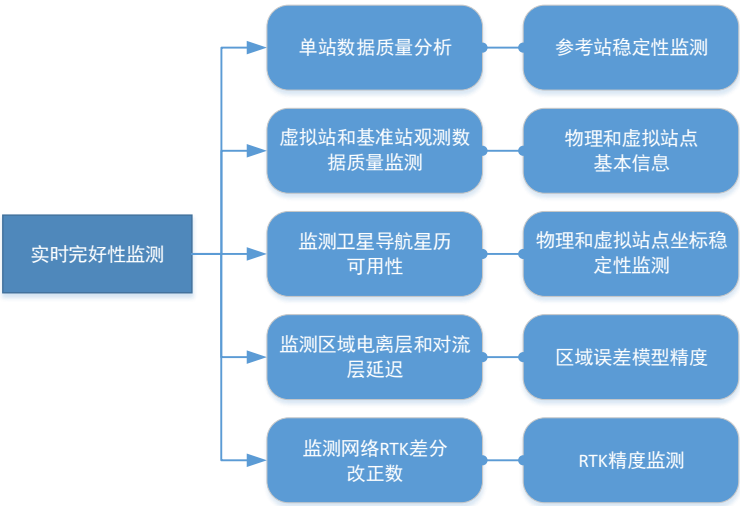 单站数据质量分析
参考站稳定性监测
虚拟站和基准站观测数
据质量监测
物理和虚拟站点
基本信息
实时完好性监测
监测卫星导航星历
可用性
物理和虚拟站点坐标稳
定性监测
监测区域电离层和对流
层延迟
区域误差模型精度
监测网络RTK差分
改正数
RTK精度监测